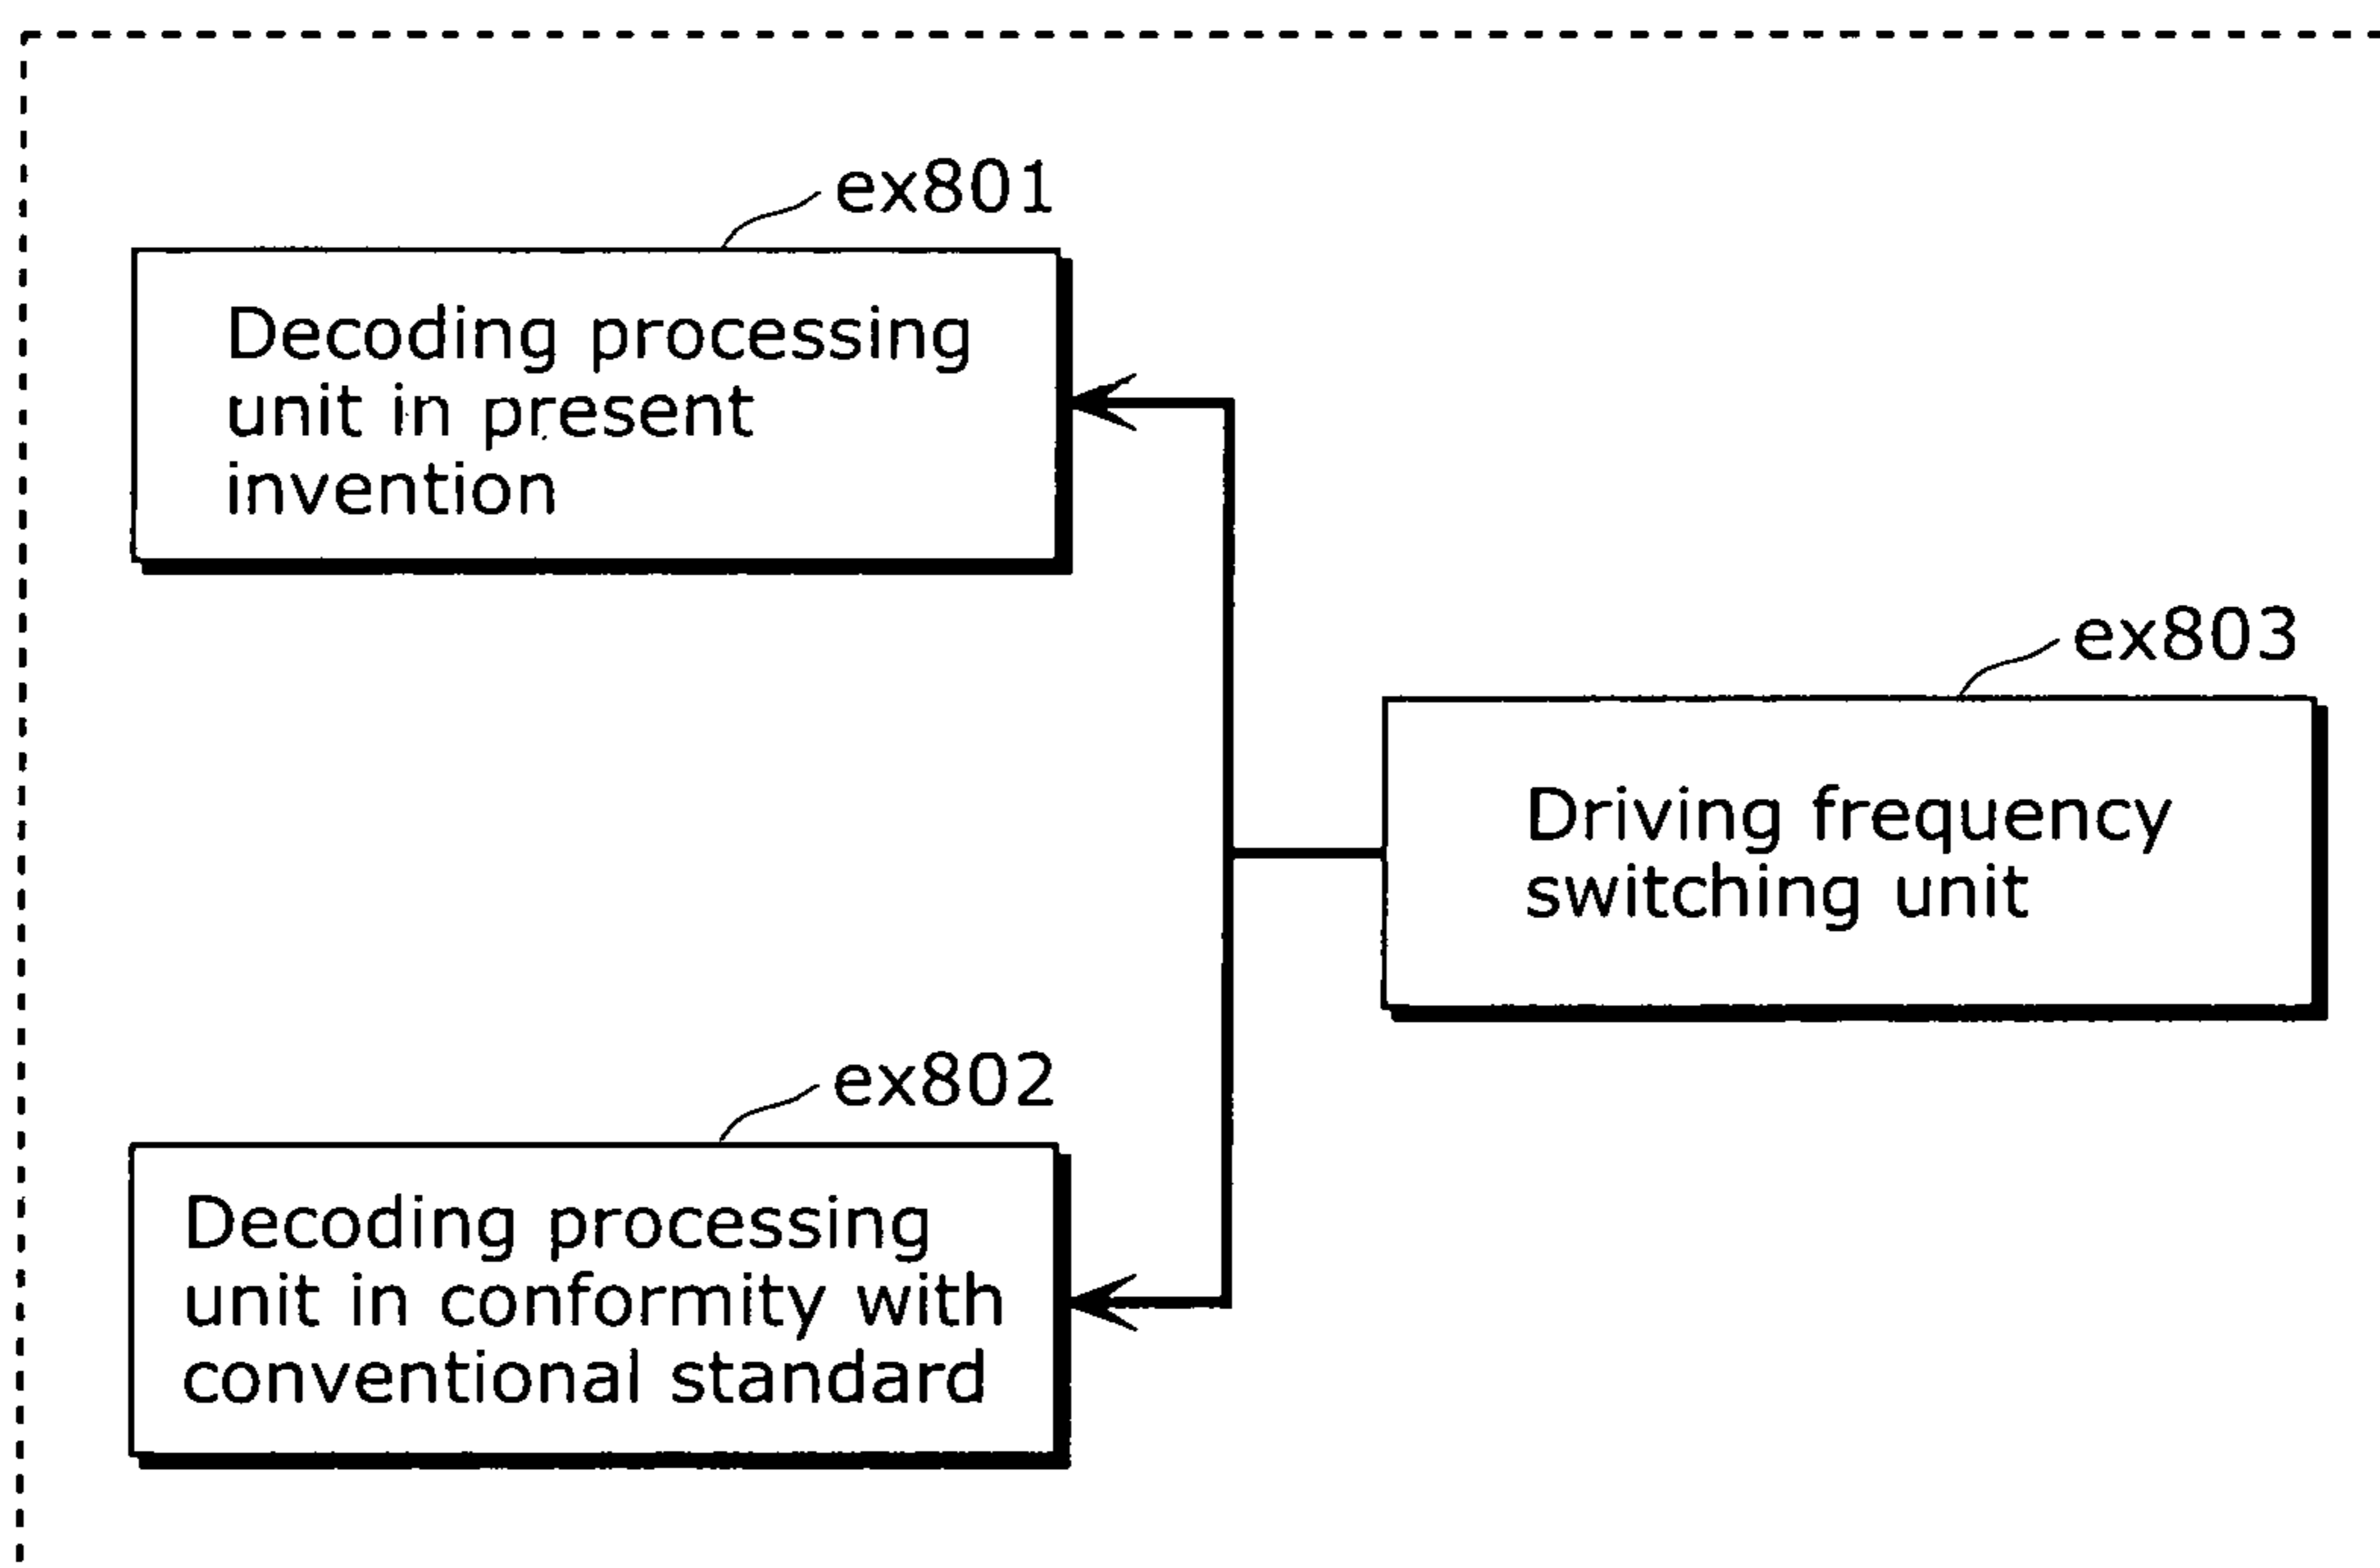 ex801
Decoding processing
unit in present
invention
ex803
Driving frequency
switching unit
ex802
Decoding processing
unit in conformity with
conventional standard